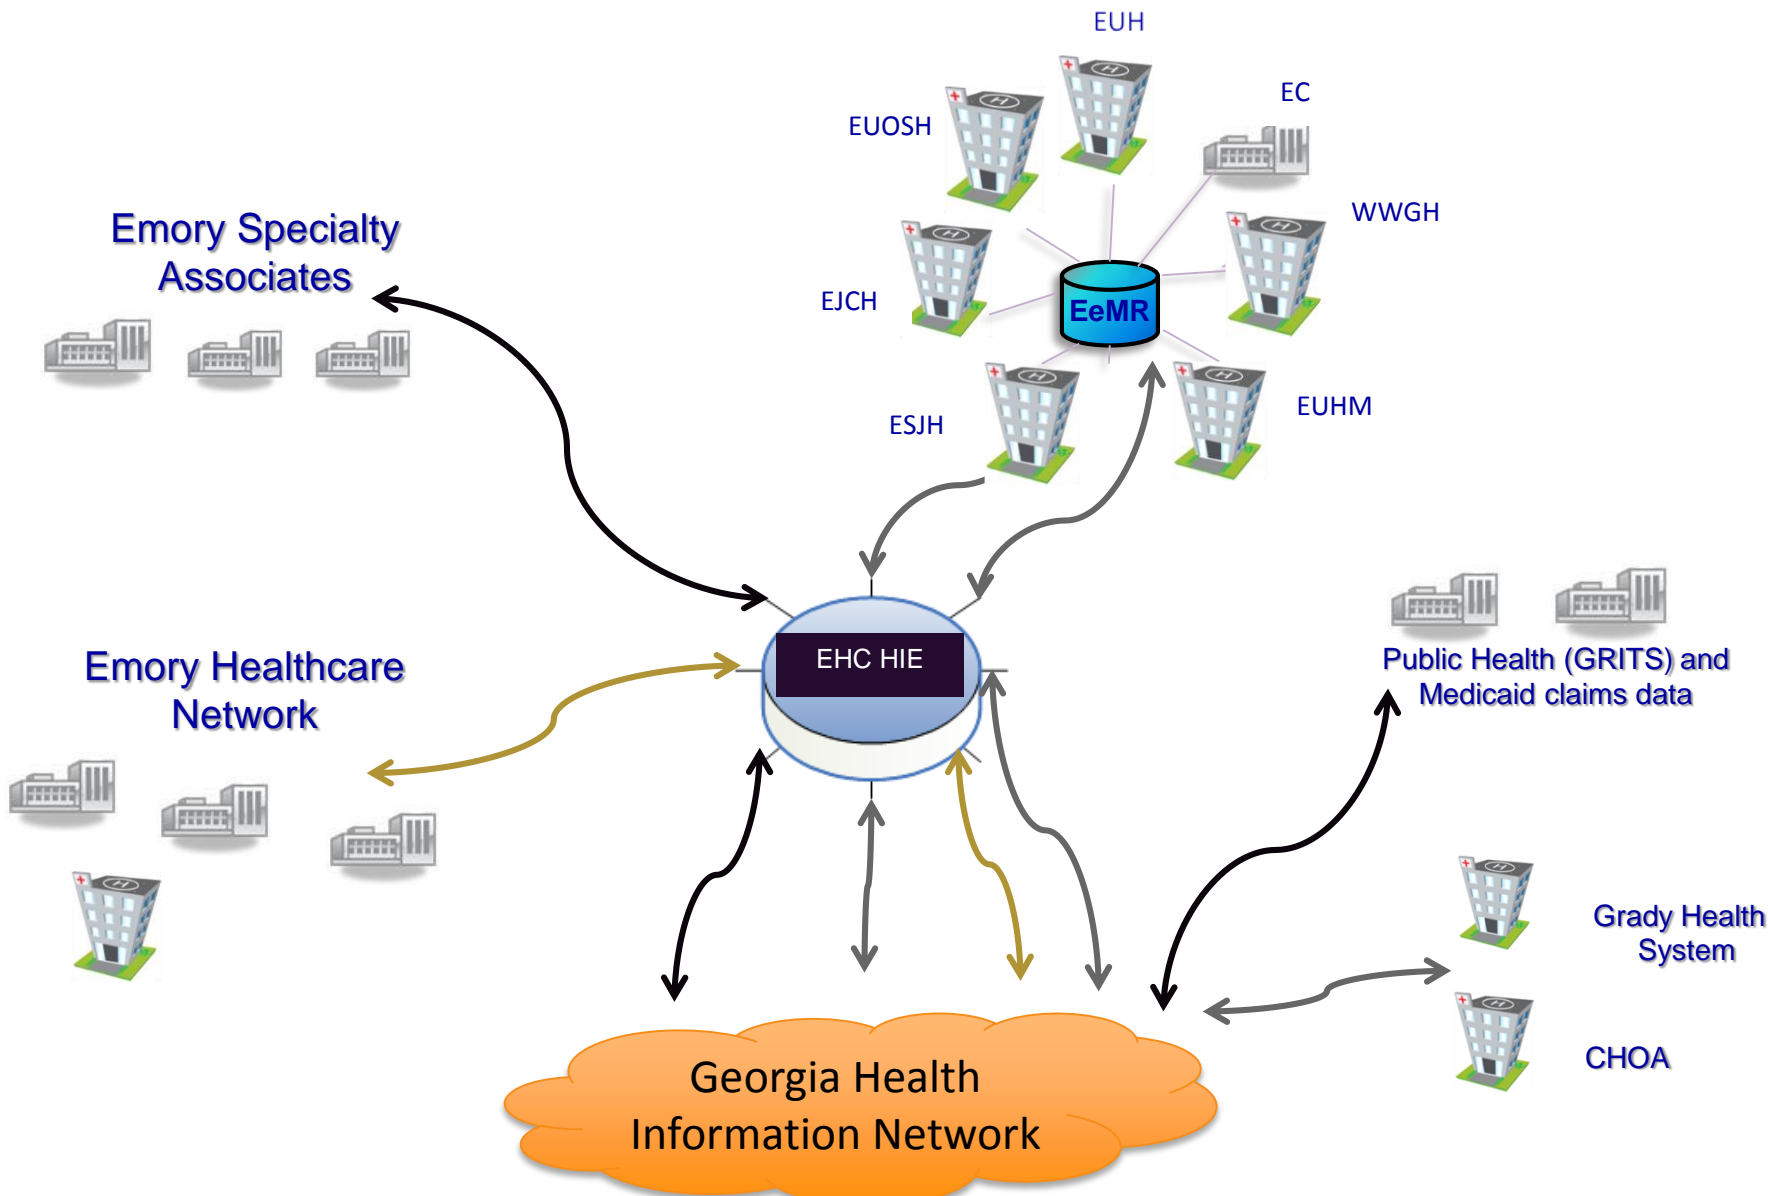 EUH
EC
EUOSH
WWGH
Emory Specialty
Associates
EJCH
EeMR
EUHM
ESJH
EHC HIE
Emory Healthcare
Network
Public Health (GRITS) and
Medicaid claims data
Grady Health
System
CHOA
Georgia Health
Information Network